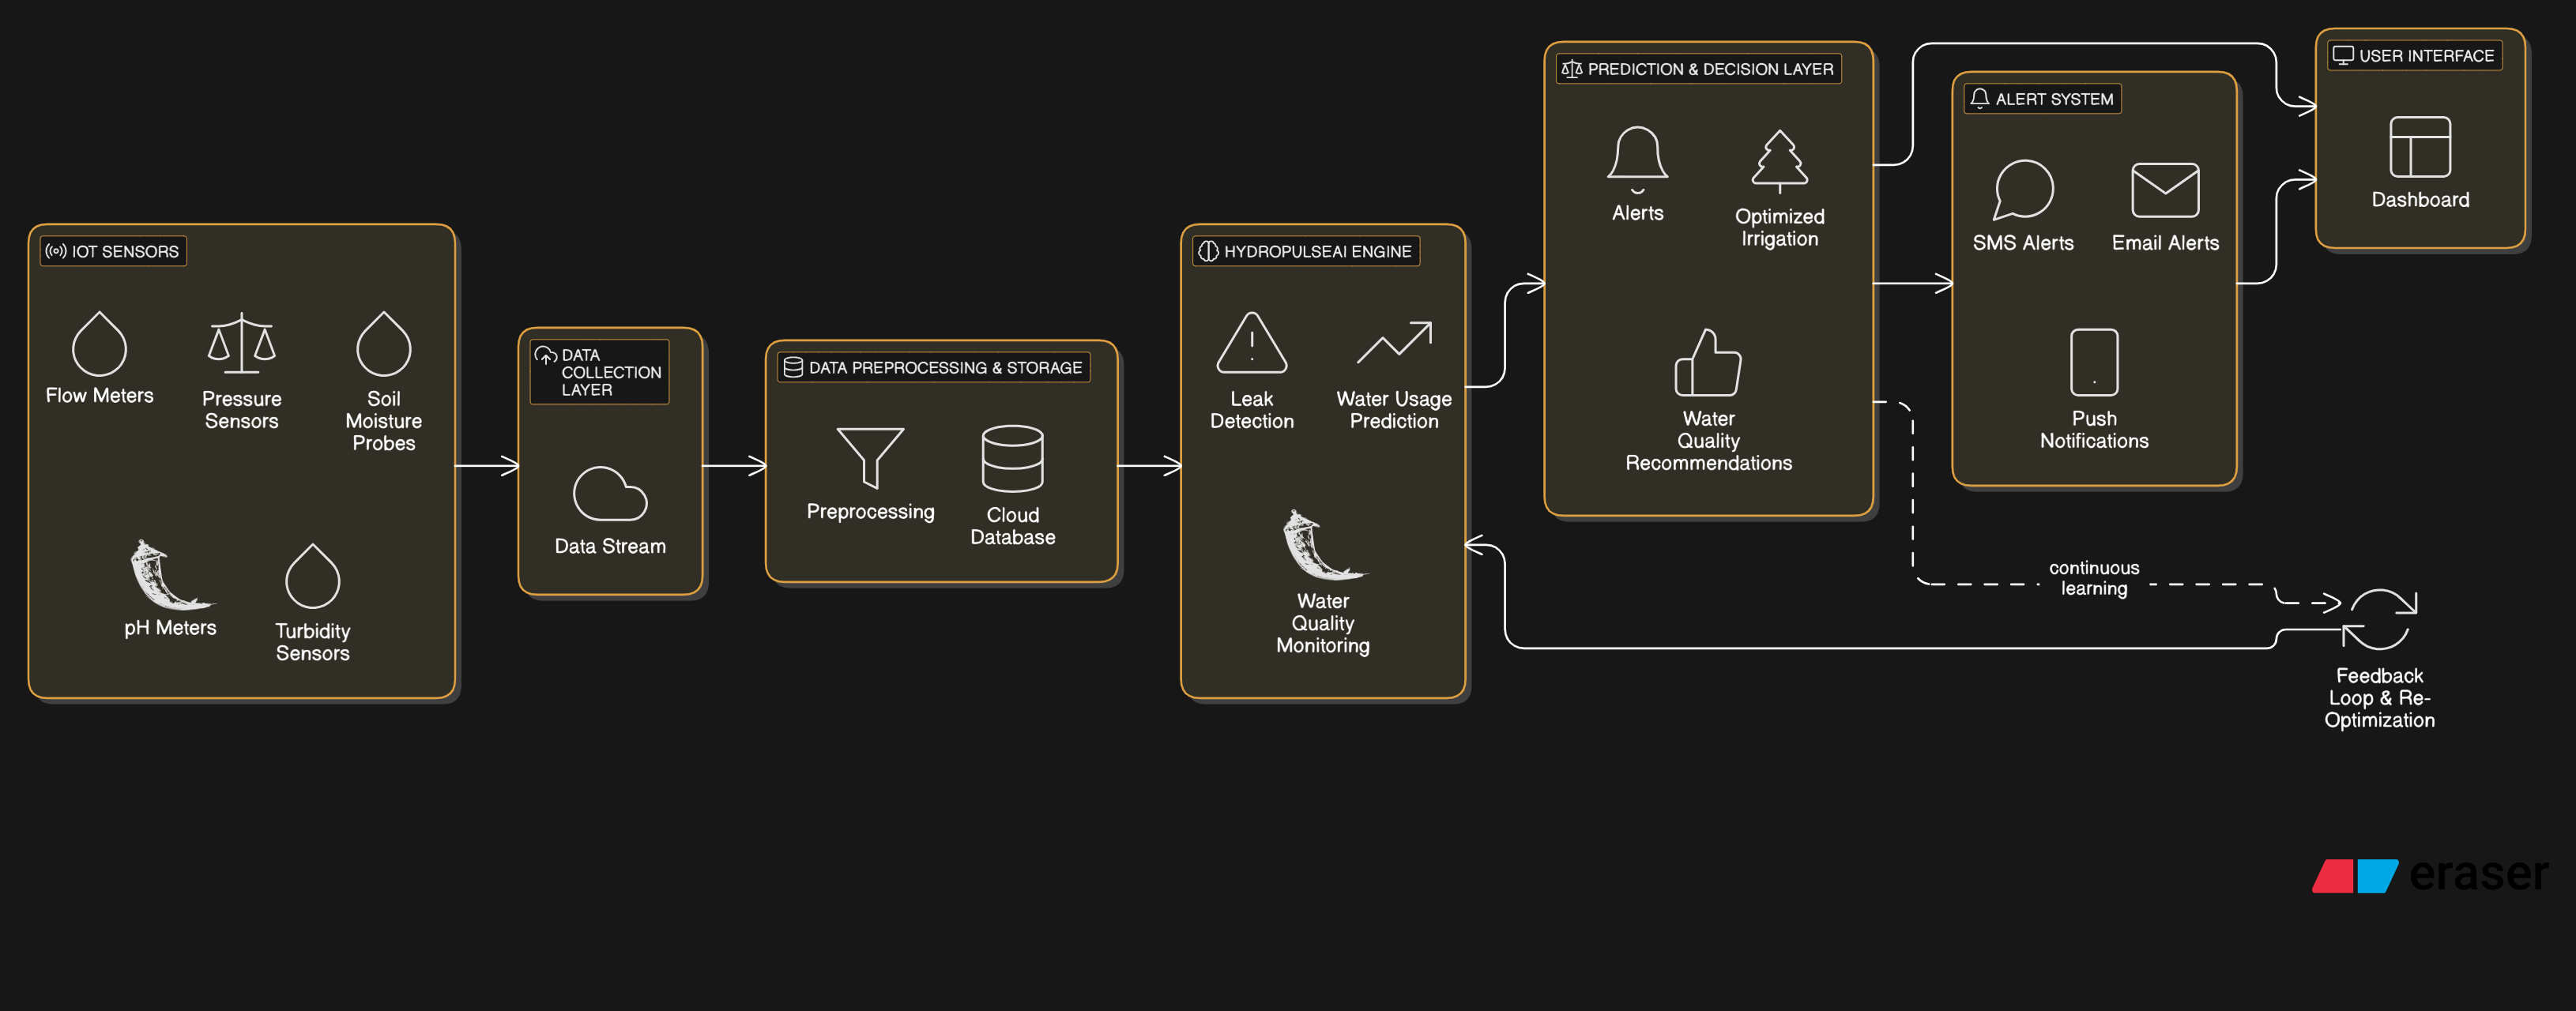 IOT SENSORS
Flow Meters
Pressure
Sensors
Soil
Moisture
Probes
pH Meters
Turbidity
Sensors
DATA
COLLECTION
LAYER
Data Stream
DATA PREPROCESSING & STORAGE
Preprocessing
Cloud
Database
HYDROPULSEAI ENGINE
Leak
Detection
Water Usage
Prediction
Water
Quality
Monitoring
PREDICTION & DECISION LAYER
Alerts
Optimized
Irrigation
Water
Quality
Recommendations
ALERT SYSTEM
SMS Alerts
Email Alerts
Push
Notifications
USER INTERFACE
Dashboard
continuous
learning
Feedback
Loop & Re-
Optimization
eraser